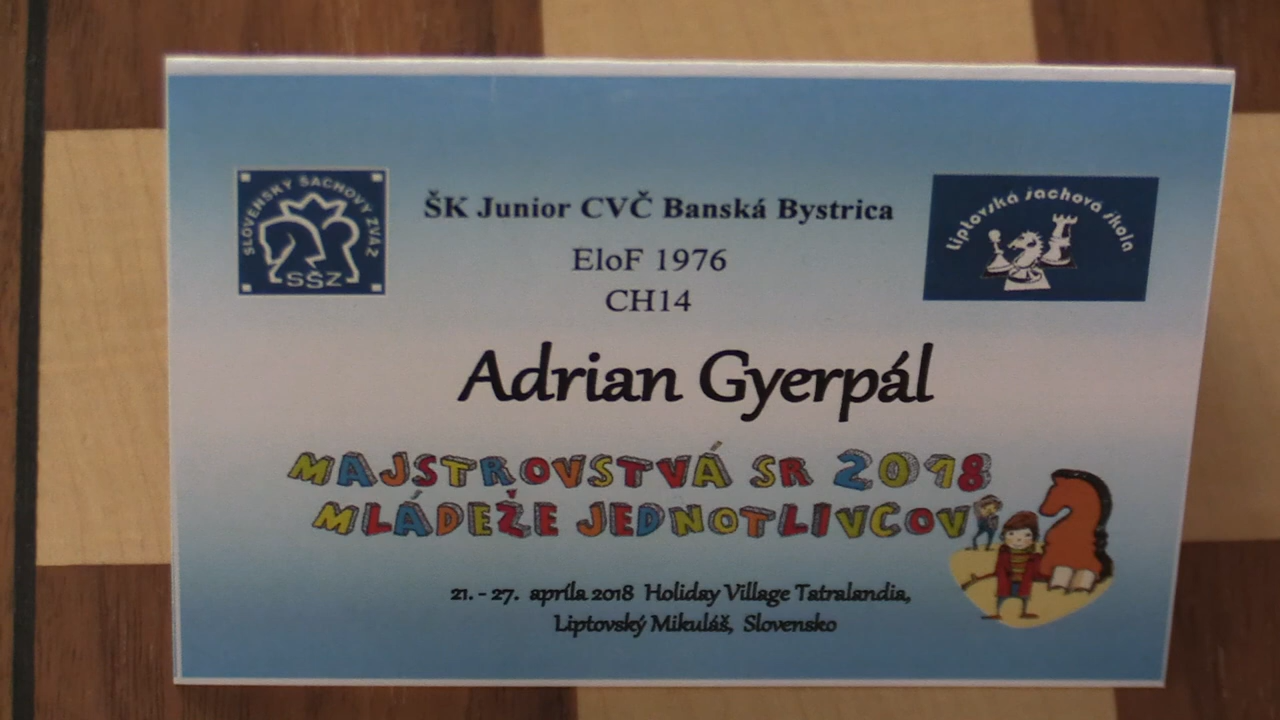 SLOVENSKÝ ŠACHOVÝ ZVÄZ
SŠZ
ŠK Junior CVČ Banská Bystrica
Liptovská šachová škola
EloF 1976
CH14
Adrian Gyerpál
MAJSTROVSTVÁ SR 2018
MLÁDEŽE JEDNOTLIVCOV
21. - 27. apríla 2018 Holiday Village Tatralandia,
Liptovský Mikuláš, Slovensko